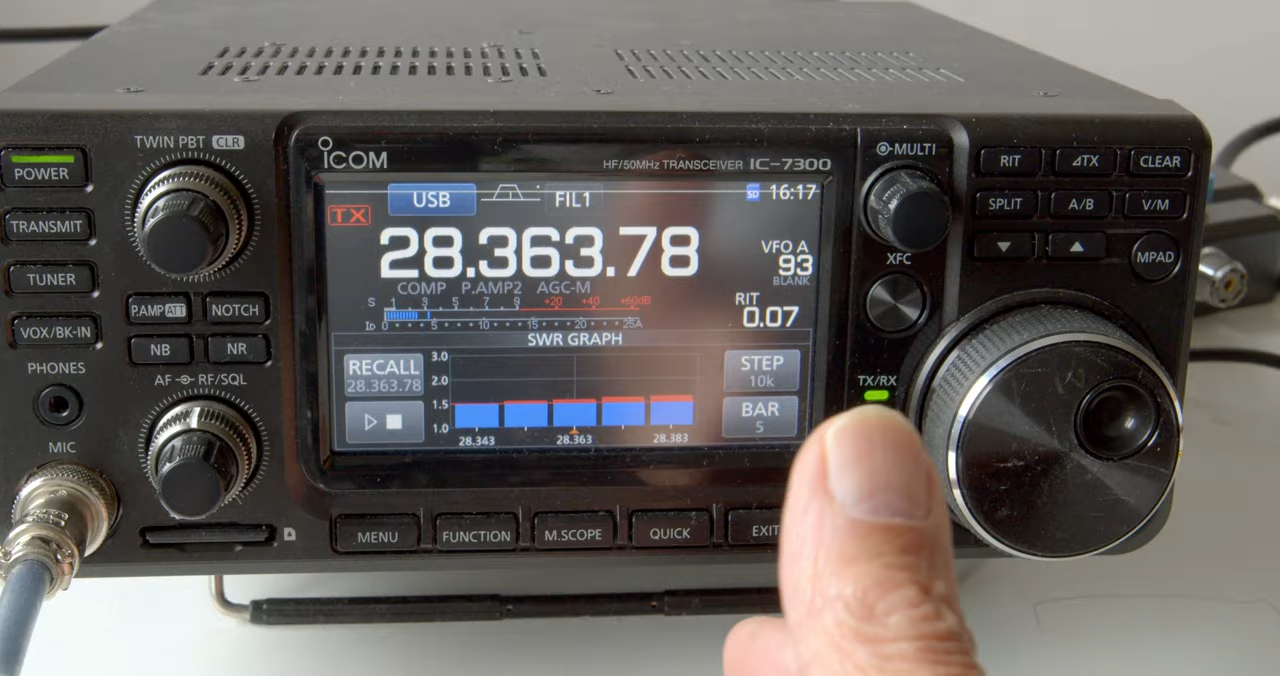 TWIN PBT CLR
POWER
TRANSMIT
TUNER
VOX/BK-IN
P.AMP ATT
NOTCH
NB
NR
PHONES
AF RF/SQL
MIC
ICOM
HF/50MHz TRANSCEIVER IC-7300
USB
FIL1
SD
16:17
TX
28.363.78
VFO A
93
BLANK
COMP P.AMP2 AGC-M
S 1 3 5 7 9 +20 +40 +60dB
ID 0 5 10 15 20 25A
RIT
0.07
SWR GRAPH
RECALL
28.363.78
3.0
2.0
1.5
1.0
28.343 28.363 28.383
STEP
10k
BAR
5
MENU
FUNCTION
M.SCOPE
QUICK
EXIT
MULTI
XFC
TX/RX
RIT
ΔTX
CLEAR
SPLIT
A/B
V/M
MPAD